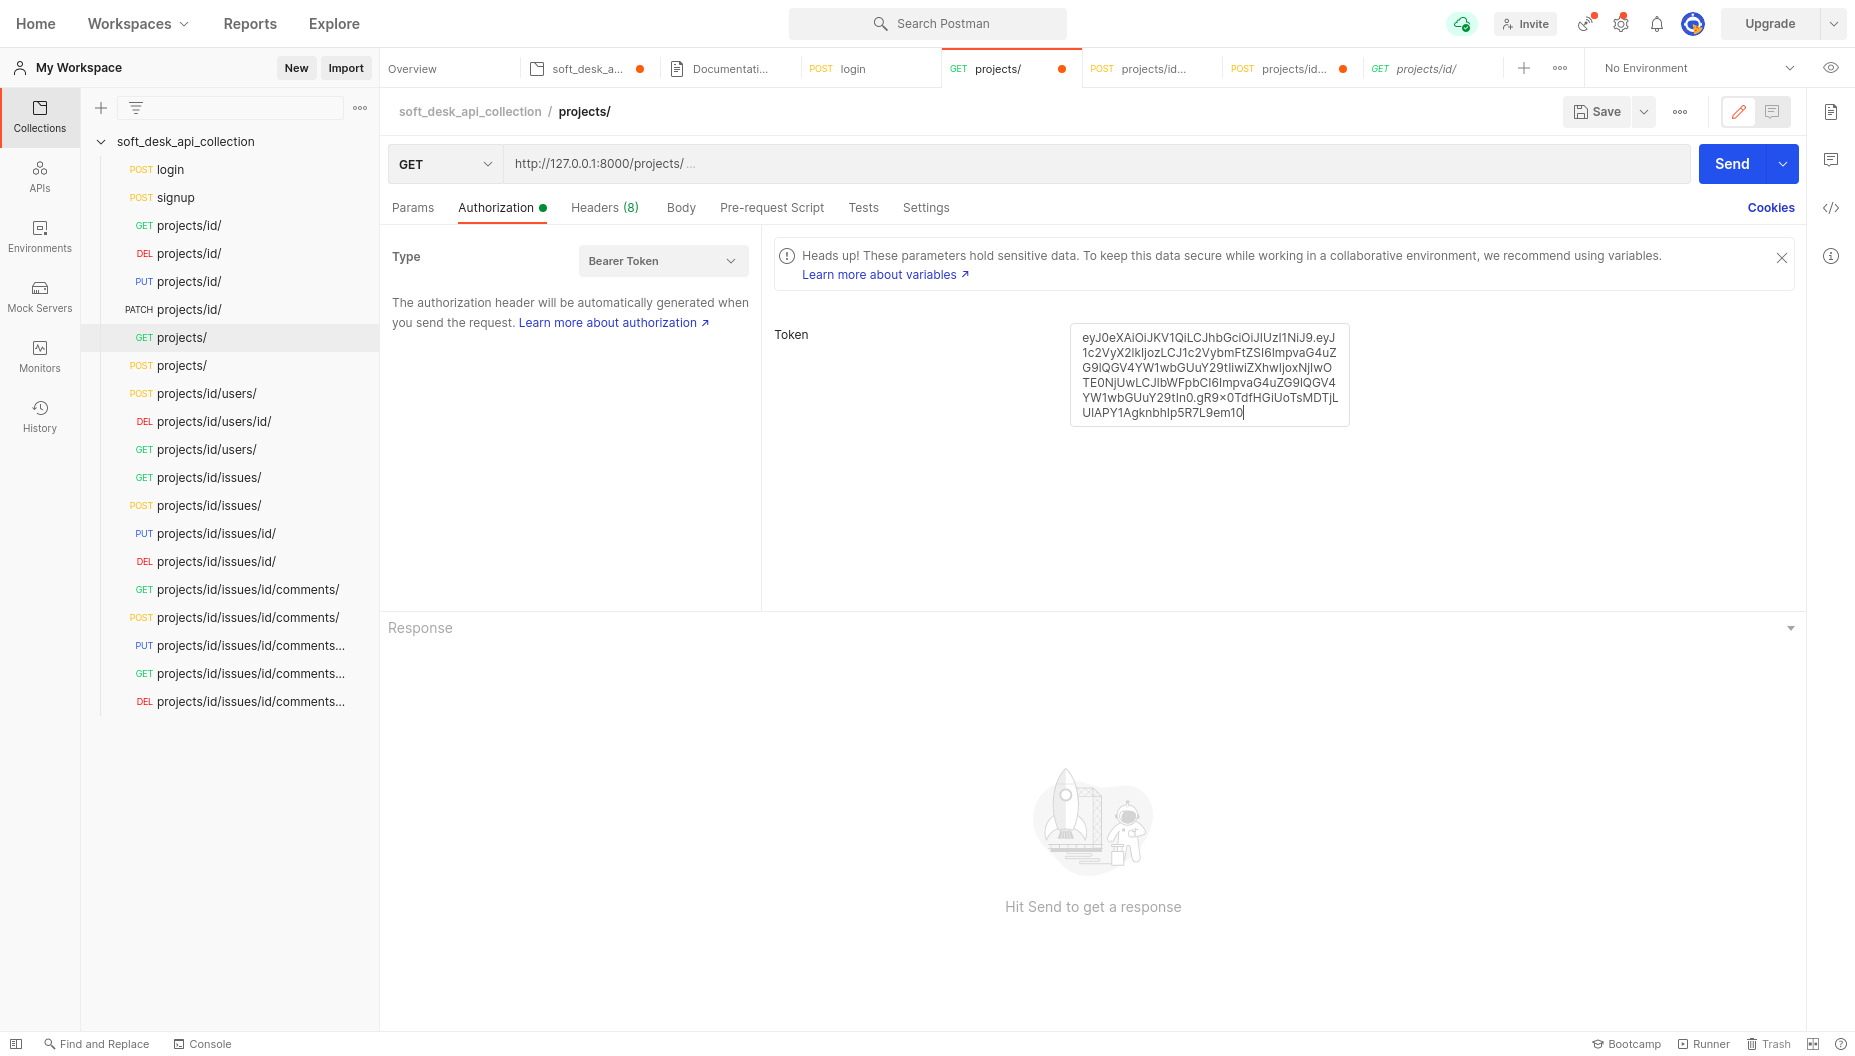 Home
Workspaces
Reports
Explore
Search Postman
Invite
Upgrade
My Workspace
New
Import
Overview
soft_desk_a...
Documentati...
POST login
GET projects/
POST projects/id...
POST projects/id...
GET projects/id/
No Environment
Collections
APIs
Environments
Mock Servers
Monitors
History
soft_desk_api_collection
POST login
POST signup
GET projects/id/
DEL projects/id/
PUT projects/id/
PATCH projects/id/
GET projects/
POST projects/
POST projects/id/users/
DEL projects/id/users/id/
GET projects/id/users/
GET projects/id/issues/
POST projects/id/issues/
PUT projects/id/issues/id/
DEL projects/id/issues/id/
GET projects/id/issues/id/comments/
POST projects/id/issues/id/comments/
PUT projects/id/issues/id/comments...
GET projects/id/issues/id/comments...
DEL projects/id/issues/id/comments...
soft_desk_api_collection / projects/
Save
GET
http://127.0.0.1:8000/projects/ ...
Send
Params
Authorization
Headers (8)
Body
Pre-request Script
Tests
Settings
Cookies
Type
Bearer Token
The authorization header will be automatically generated when
you send the request. Learn more about authorization ↗
Heads up! These parameters hold sensitive data. To keep this data secure while working in a collaborative environment, we recommend using variables.
Learn more about variables ↗
Token
eyJ0eXAiOiJKV1QiLCJhbGciOiJIUzI1NiJ9.eyJ
1c2VyX2lkIjozLCJ1c2VybmFtZSI6ImpvaG4uZ
G9lQGV4YW1wbGUuY29tIiwiZXhwIjoxNjIwO
TE0NjUwLCJlbWFpbCI6ImpvaG4uZG9lQGV4
YW1wbGUuY29tIn0.gR9x0TdfHGiUoTsMDTjL
UIAPY1AgknbhIp5R7L9em10
Response
Hit Send to get a response
Find and Replace
Console
Bootcamp
Runner
Trash